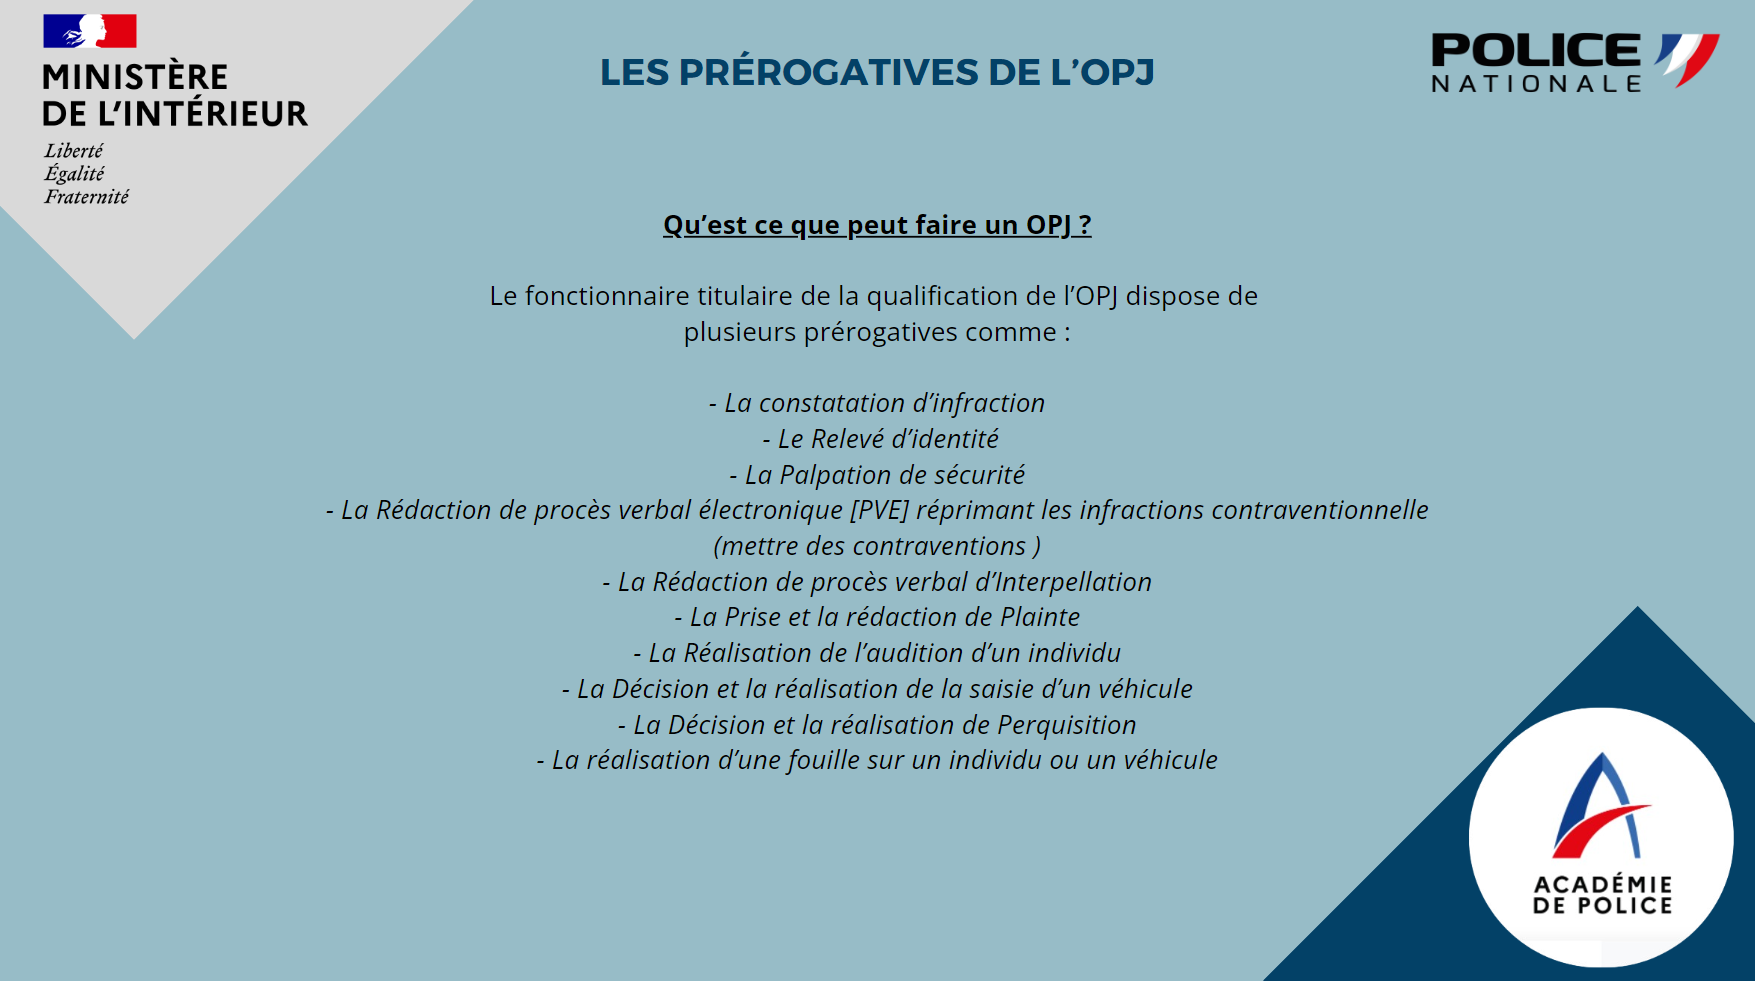 MINISTÈRE
DE L’INTÉRIEUR
Liberté
Égalité
Fraternité
LES PRÉROGATIVES DE L’OPJ
POLICE
NATIONALE
Qu’est ce que peut faire un OPJ ?
Le fonctionnaire titulaire de la qualification de l’OPJ dispose de
plusieurs prérogatives comme :
- La constatation d’infraction
- Le Relevé d’identité
- La Palpation de sécurité
- La Rédaction de procès verbal électronique [PVE] réprimant les infractions contraventionnelle
(mettre des contraventions )
- La Rédaction de procès verbal d’Interpellation
- La Prise et la rédaction de Plainte
- La Réalisation de l’audition d’un individu
- La Décision et la réalisation de la saisie d’un véhicule
- La Décision et la réalisation de Perquisition
- La réalisation d’une fouille sur un individu ou un véhicule
ACADÉMIE
DE POLICE